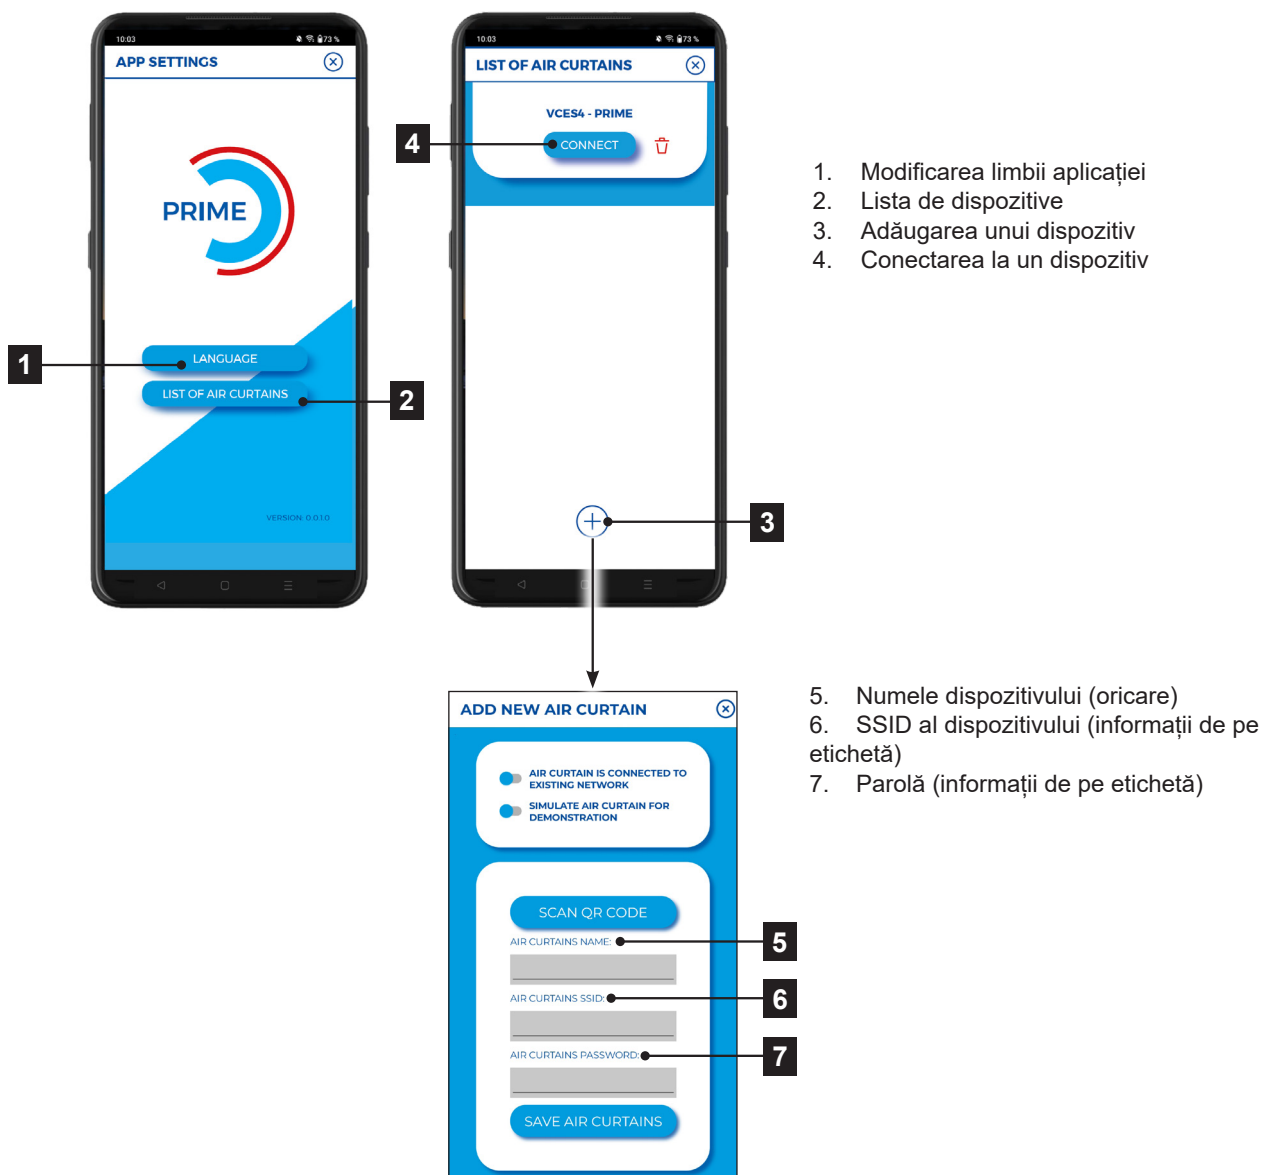 10:03
73 %
APP SETTINGS
PRIME
LANGUAGE
LIST OF AIR CURTAINS
VERSION: 0.0.1.0
1
2
10:03
73 %
LIST OF AIR CURTAINS
VCES4 - PRIME
CONNECT
4
3
1. Modificarea limbii aplicației
2. Lista de dispozitive
3. Adăugarea unui dispozitiv
4. Conectarea la un dispozitiv
ADD NEW AIR CURTAIN
AIR CURTAIN IS CONNECTED TO
EXISTING NETWORK
SIMULATE AIR CURTAIN FOR
DEMONSTRATION
SCAN QR CODE
AIR CURTAINS NAME:
5
AIR CURTAINS SSID:
6
AIR CURTAINS PASSWORD:
7
SAVE AIR CURTAINS
5. Numele dispozitivului (oricare)
6. SSID al dispozitivului (informații de pe
etichetă)
7. Parolă (informații de pe etichetă)